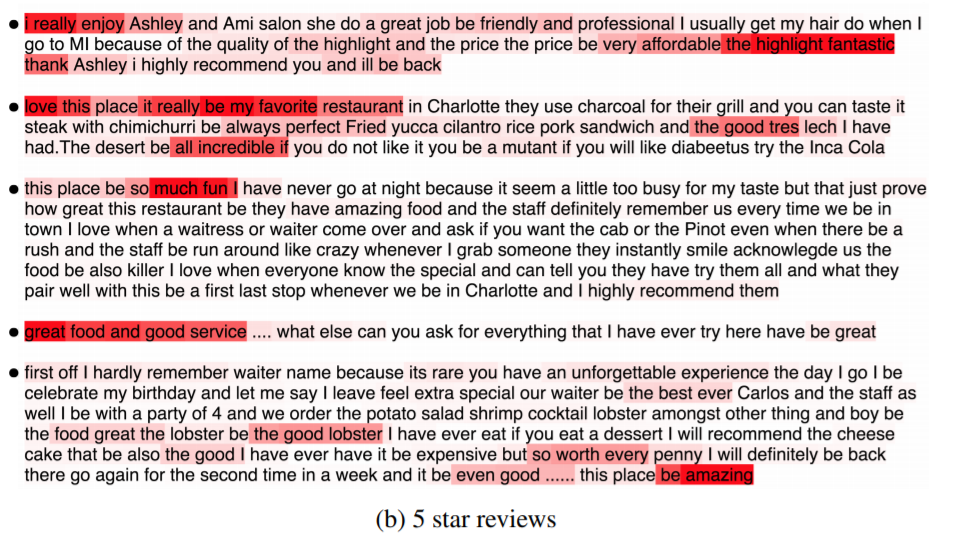 ● i really enjoy Ashley and Ami salon she do a great job be friendly and professional I usually get my hair do when I
go to MI because of the quality of the highlight and the price the price be very affordable the highlight fantastic
thank Ashley i highly recommend you and ill be back
● love this place it really be my favorite restaurant in Charlotte they use charcoal for their grill and you can taste it
steak with chimichurri be always perfect Fried yucca cilantro rice pork sandwich and the good tres lech I have
had.The desert be all incredible if you do not like it you be a mutant if you will like diabeetus try the Inca Cola
● this place be so much fun I have never go at night because it seem a little too busy for my taste but that just prove
how great this restaurant be they have amazing food and the staff definitely remember us every time we be in
town I love when a waitress or waiter come over and ask if you want the cab or the Pinot even when there be a
rush and the staff be run around like crazy whenever I grab someone they instantly smile acknowlegde us the
food be also killer I love when everyone know the special and can tell you they have try them all and what they
pair well with this be a first last stop whenever we be in Charlotte and I highly recommend them
● great food and good service .... what else can you ask for everything that I have ever try here have be great
● first off I hardly remember waiter name because its rare you have an unforgettable experience the day I go I be
celebrate my birthday and let me say I leave feel extra special our waiter be the best ever Carlos and the staff as
well I be with a party of 4 and we order the potato salad shrimp cocktail lobster amongst other thing and boy be
the food great the lobster be the good lobster I have ever eat if you eat a dessert I will recommend the cheese
cake that be also the good I have ever have it be expensive but so worth every penny I will definitely be back
there go again for the second time in a week and it be even good ...... this place be amazing
(b) 5 star reviews